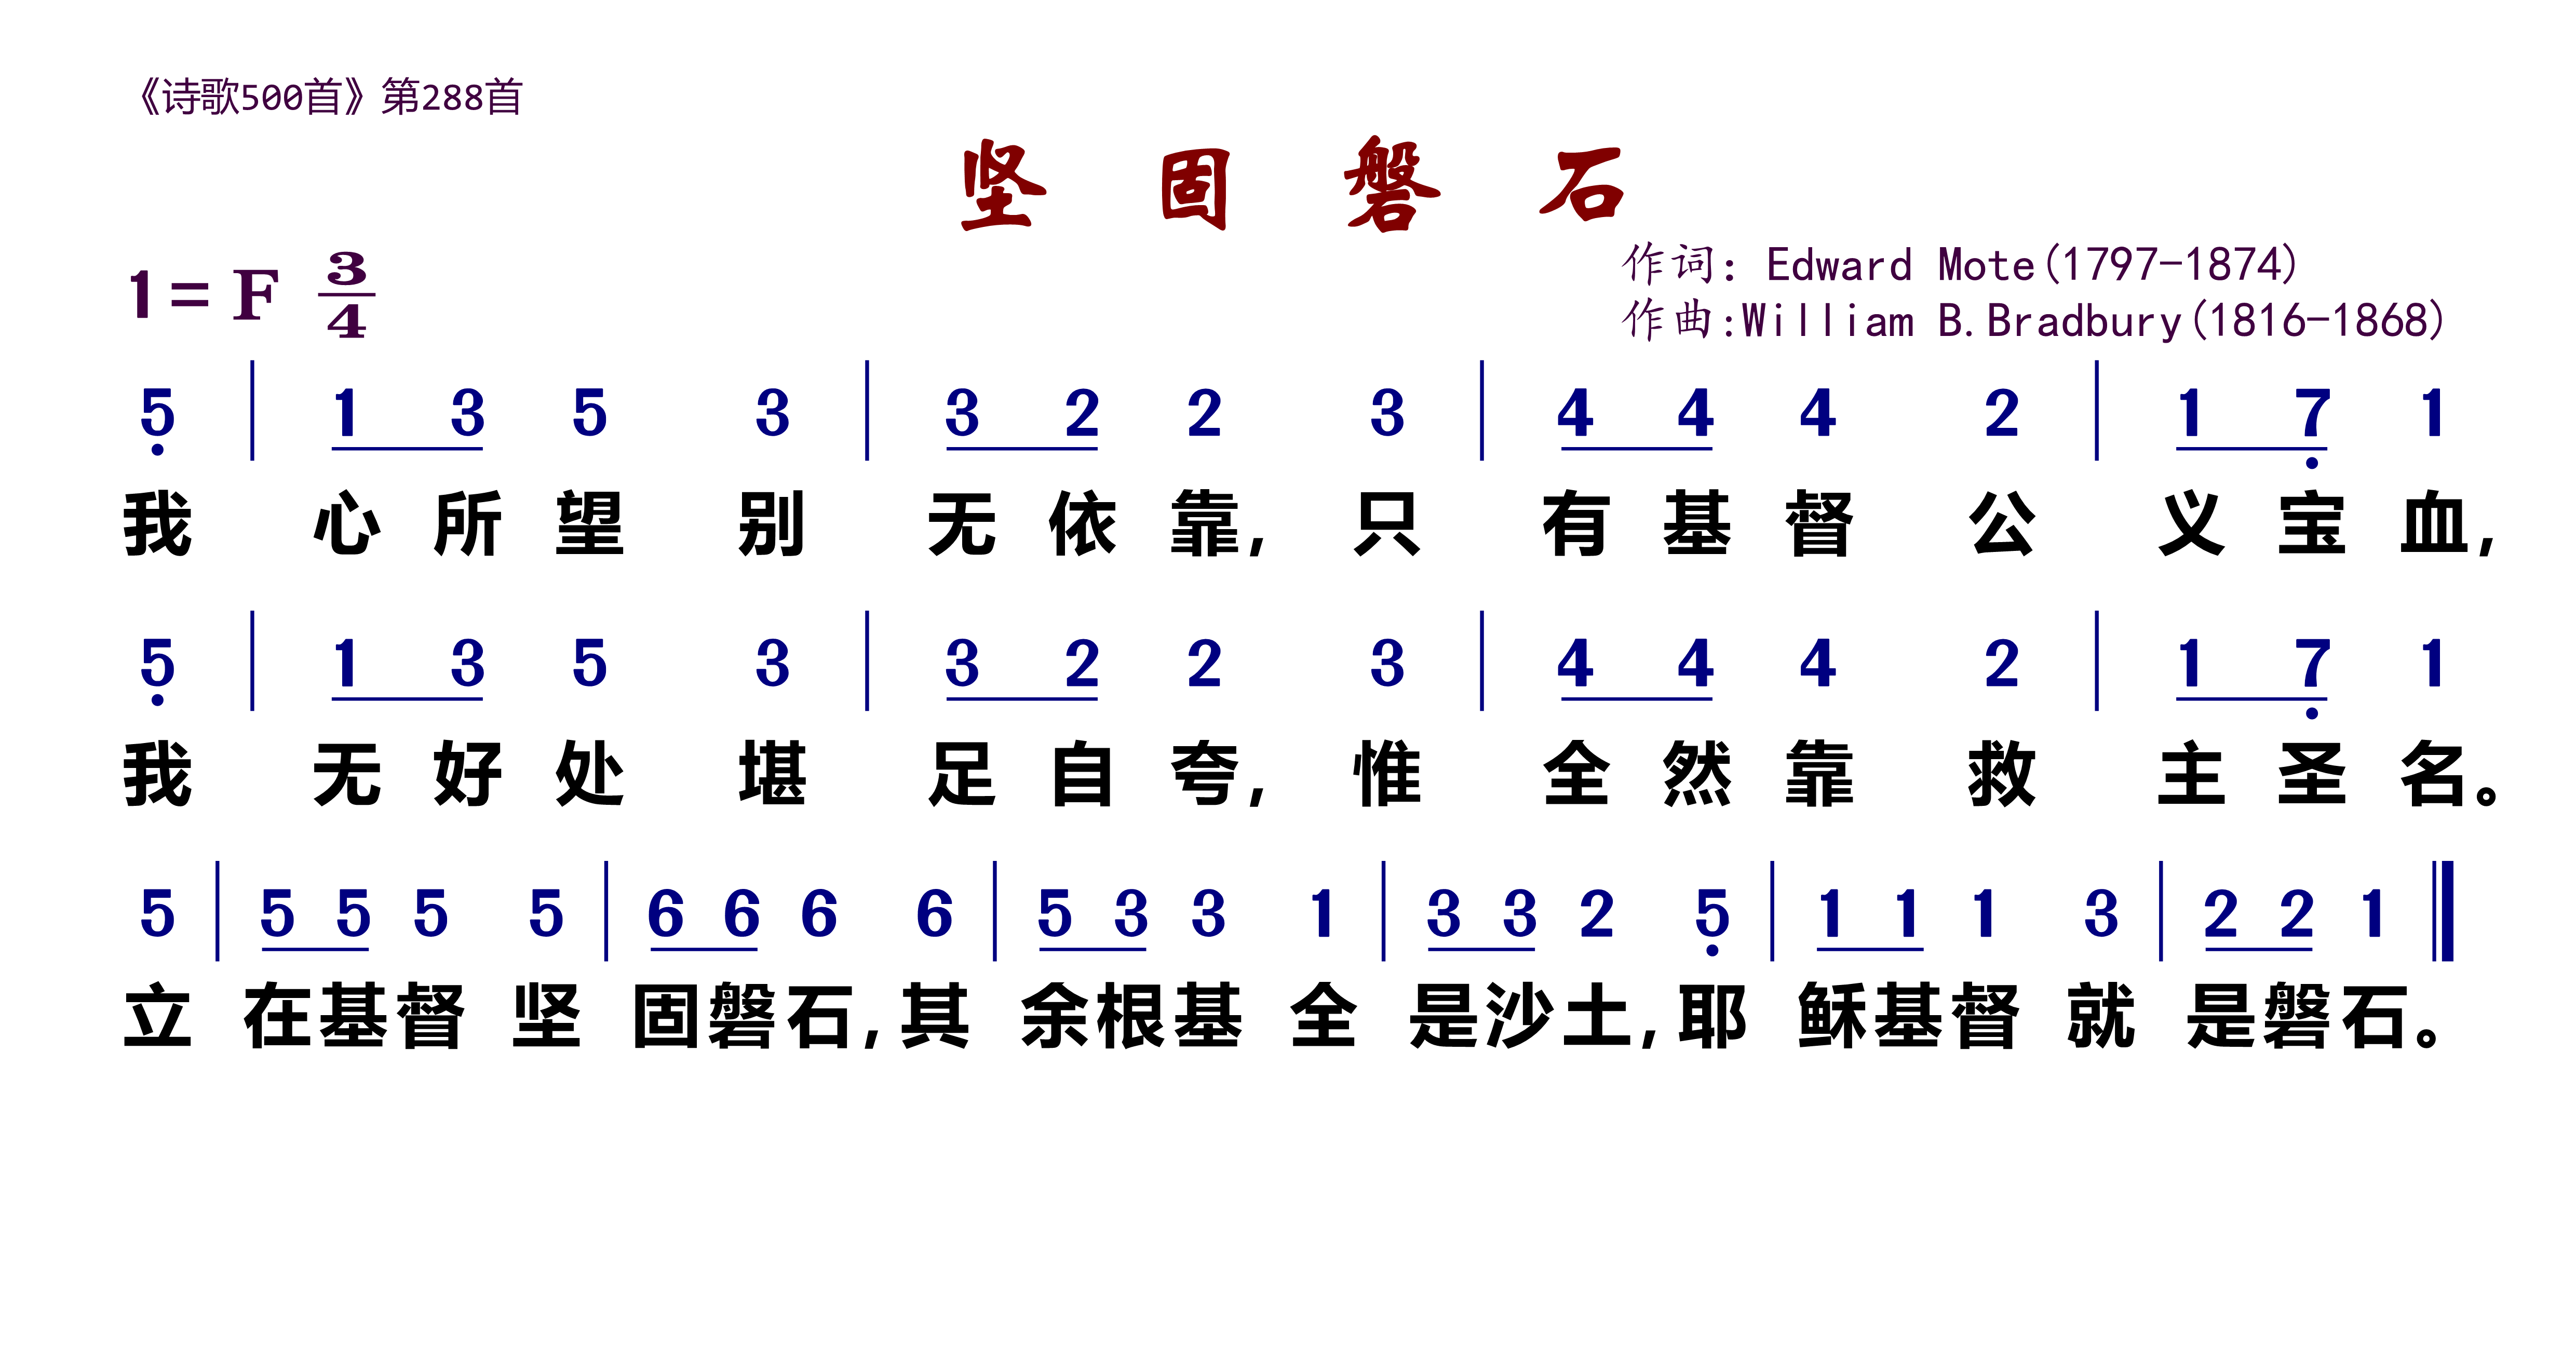 《诗歌500首》第288首
坚 固 磐 石
1= F 3/4
作词: Edward Mote(1797-1874)
作曲:William B.Bradbury(1816-1868)
5̣ | 1 3 5 3 | 3 2 2 3 | 4 4 4 2 | 1 7̣ 1
我 心 所 望 别 无 依 靠, 只 有 基 督 公 义 宝 血,
5̣ | 1 3 5 3 | 3 2 2 3 | 4 4 4 2 | 1 7̣ 1
我 无 好 处 堪 足 自 夸, 惟 全 然 靠 救 主 圣 名。
5 | 5 5 5 5 | 6 6 6 6 | 5 3 3 1 | 3 3 2 5̣ | 1 1 1 3 | 2 2 1 ‖
立 在基督 坚 固磐石,其 余根基 全 是沙土,耶 稣基督 就 是磐石。